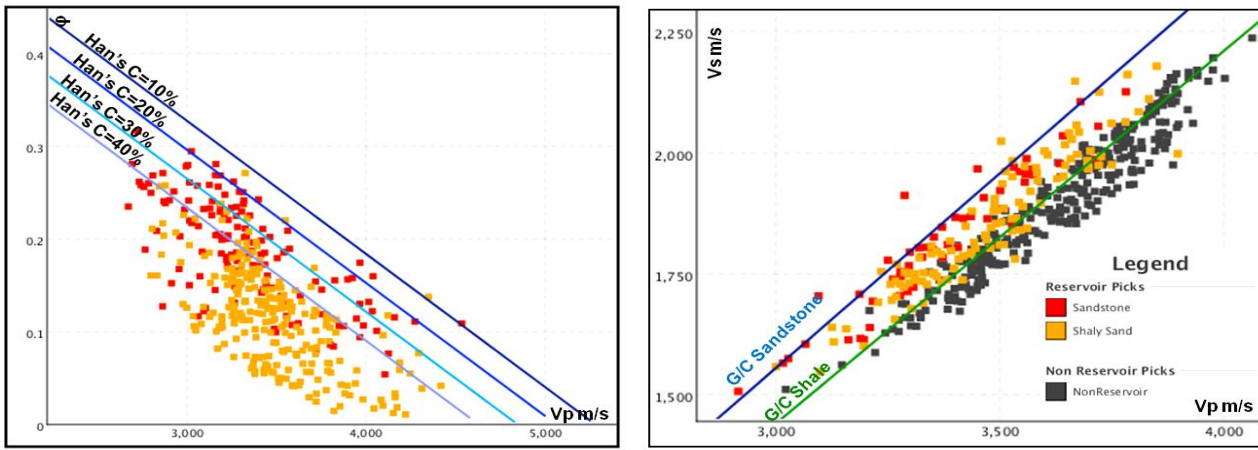 ø
0.4
0.3
0.2
0.1
0
Han's C=10%
Han's C=20%
Han's C=30%
Han's C=40%
Vp m/s
3,000
4,000
5,000
2,250
2,000
1,750
1,500
Vs m/s
G/C Sandstone
G/C Shale
Legend
Reservoir Picks
Sandstone
Shaly Sand
Non Reservoir Picks
NonReservoir
Vp m/s
3,000
3,500
4,000